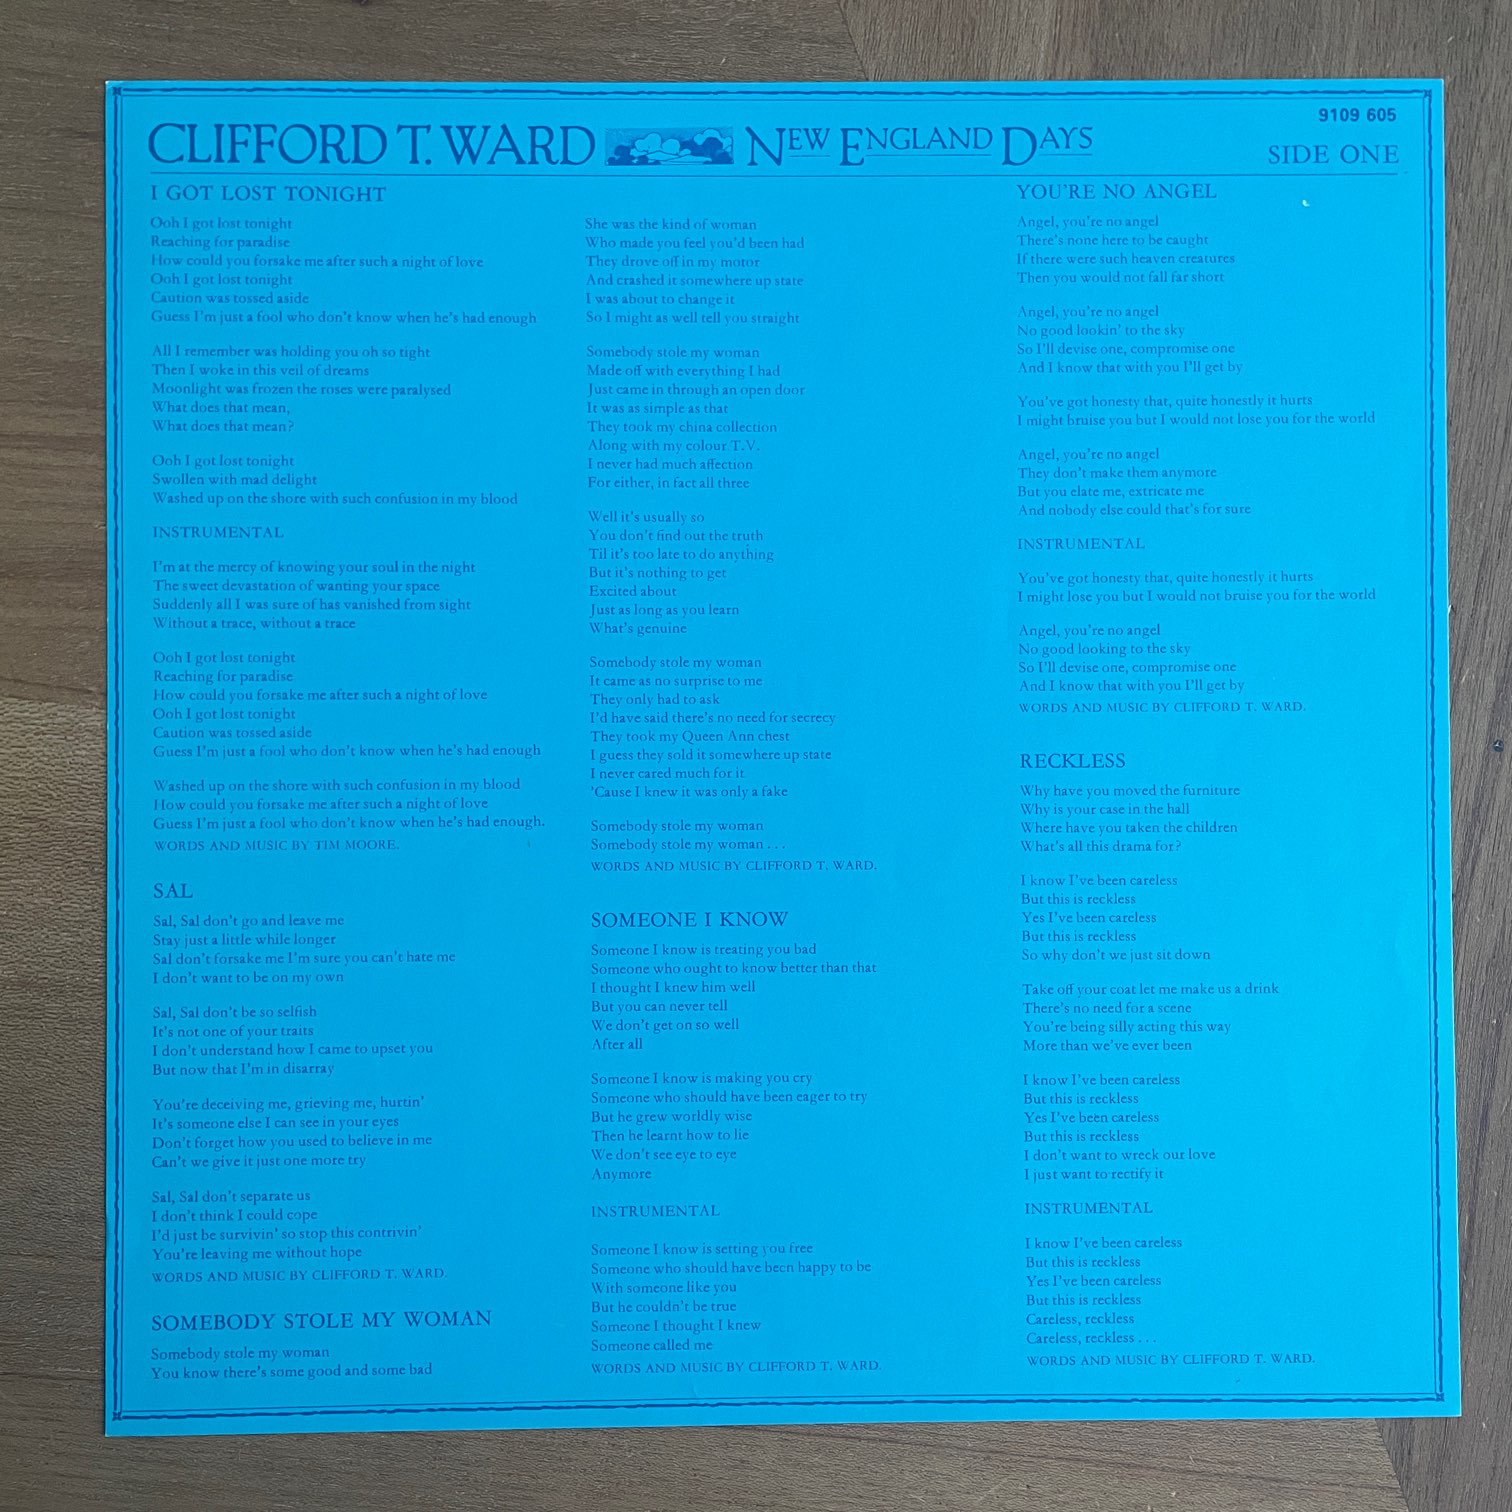 9109 605
CLIFFORD T. WARD NEW ENGLAND DAYS
SIDE ONE
I GOT LOST TONIGHT
Ooh I got lost tonight
Reaching for paradise
How could you forsake me after such a night of love
Ooh I got lost tonight
Caution was tossed aside
Guess I'm just a fool who don't know when he's had enough
All I remember was holding you oh so tight
Then I woke in this veil of dreams
Moonlight was frozen the roses were paralysed
What does that mean,
What does that mean?
Ooh I got lost tonight
Swollen with mad delight
Washed up on the shore with such confusion in my blood
INSTRUMENTAL
I'm at the mercy of knowing your soul in the night
The sweet devastation of wanting your space
Suddenly all I was sure of has vanished from sight
Without a trace, without a trace
Ooh I got lost tonight
Reaching for paradise
How could you forsake me after such a night of love
Ooh I got lost tonight
Caution was tossed aside
Guess I'm just a fool who don't know when he's had enough
Washed up on the shore with such confusion in my blood
How could you forsake me after such a night of love
Guess I'm just a fool who don't know when he's had enough.
WORDS AND MUSIC BY TIM MOORE.
SAL
Sal, Sal don't go and leave me
Stay just a little while longer
Sal don't forsake me I'm sure you can't hate me
I don't want to be on my own
Sal, Sal don't be so selfish
It's not one of your traits
I don't understand how I came to upset you
But now that I'm in disarray
You're deceiving me, grieving me, hurtin'
It's someone else I can see in your eyes
Don't forget how you used to believe in me
Can't we give it just one more try
Sal, Sal don't separate us
I don't think I could cope
I'd just be survivin' so stop this contrivin'
You're leaving me without hope
WORDS AND MUSIC BY CLIFFORD T. WARD.
SOMEBODY STOLE MY WOMAN
Somebody stole my woman
You know there's some good and some bad
She was the kind of woman
Who made you feel you'd been had
They drove off in my motor
And crashed it somewhere up state
I was about to change it
So I might as well tell you straight
Somebody stole my woman
Made off with everything I had
Just came in through an open door
It was as simple as that
They took my china collection
Along with my colour T.V.
I never had much affection
For either, in fact all three
Well it's usually so
You don't find out the truth
Til it's too late to do anything
But it's nothing to get
Excited about
Just as long as you learn
What's genuine
Somebody stole my woman
It came as no surprise to me
They only had to ask
I'd have said there's no need for secrecy
They took my Queen Ann chest
I guess they sold it somewhere up state
I never cared much for it
'Cause I knew it was only a fake
Somebody stole my woman
Somebody stole my woman . . .
WORDS AND MUSIC BY CLIFFORD T. WARD.
SOMEONE I KNOW
Someone I know is treating you bad
Someone who ought to know better than that
I thought I knew him well
But you can never tell
We don't get on so well
After all
Someone I know is making you cry
Someone who should have been eager to try
But he grew worldly wise
Then he learnt how to lie
We don't see eye to eye
Anymore
INSTRUMENTAL
Someone I know is setting you free
Someone who should have been happy to be
With someone like you
But he couldn't be true
Someone I thought I knew
Someone called me
WORDS AND MUSIC BY CLIFFORD T. WARD.
YOU'RE NO ANGEL
Angel, you're no angel
There's none here to be caught
If there were such heaven creatures
Then you would not fall far short
Angel, you're no angel
No good lookin' to the sky
So I'll devise one, compromise one
And I know that with you I'll get by
You've got honesty that, quite honestly it hurts
I might bruise you but I would not lose you for the world
Angel, you're no angel
They don't make them anymore
But you elate me, extricate me
And nobody else could that's for sure
INSTRUMENTAL
You've got honesty that, quite honestly it hurts
I might lose you but I would not bruise you for the world
Angel, you're no angel
No good looking to the sky
So I'll devise one, compromise one
And I know that with you I'll get by
WORDS AND MUSIC BY CLIFFORD T. WARD.
RECKLESS
Why have you moved the furniture
Why is your case in the hall
Where have you taken the children
What's all this drama for?
I know I've been careless
But this is reckless
Yes I've been careless
But this is reckless
So why don't we just sit down
Take off your coat let me make us a drink
There's no need for a scene
You're being silly acting this way
More than we've ever been
I know I've been careless
But this is reckless
Yes I've been careless
But this is reckless
I don't want to wreck our love
I just want to rectify it
INSTRUMENTAL
I know I've been careless
But this is reckless
Yes I've been careless
But this is reckless
Careless, reckless
Careless, reckless . . .
WORDS AND MUSIC BY CLIFFORD T. WARD.